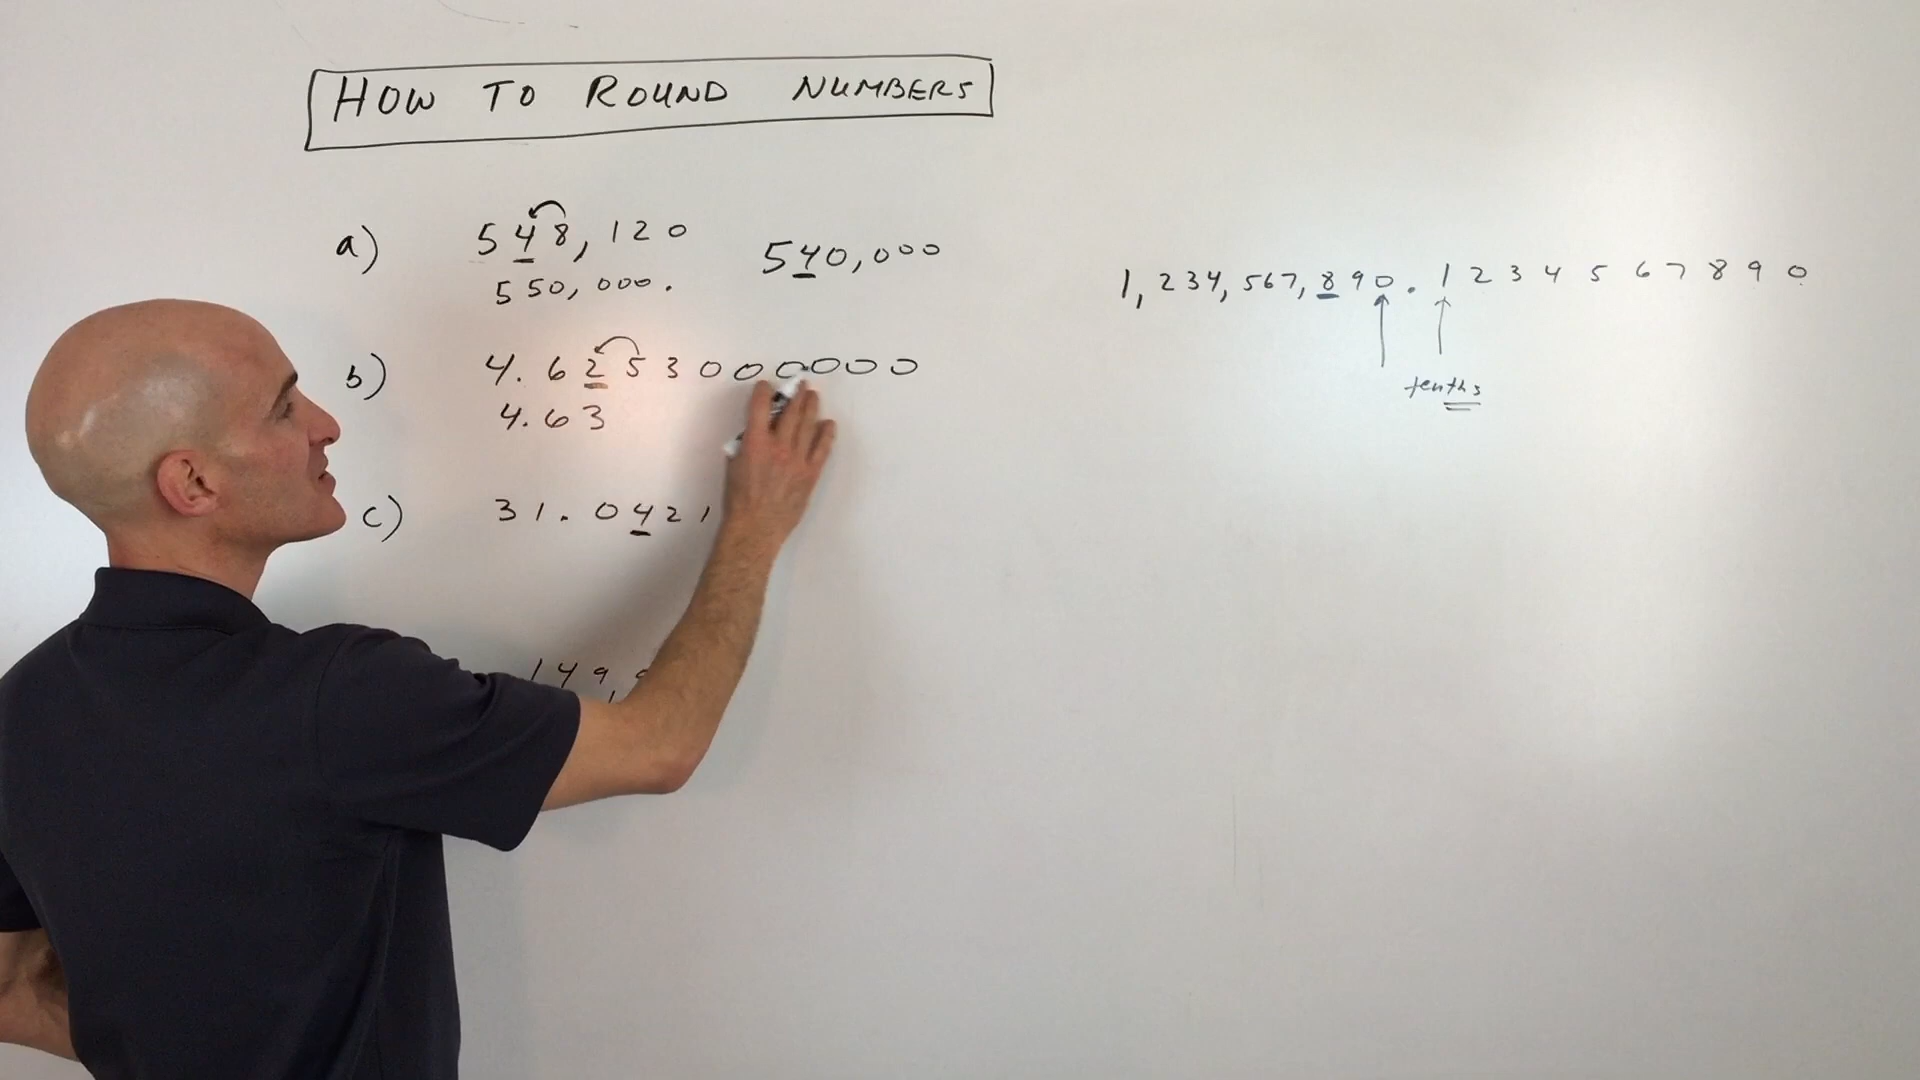 HOW TO ROUND NUMBERS
a) 548,120 540,000
550,000.
b) 4.6253000000
4.63
c) 31.0421
149,
1,234,567,890.1234567890
tenths